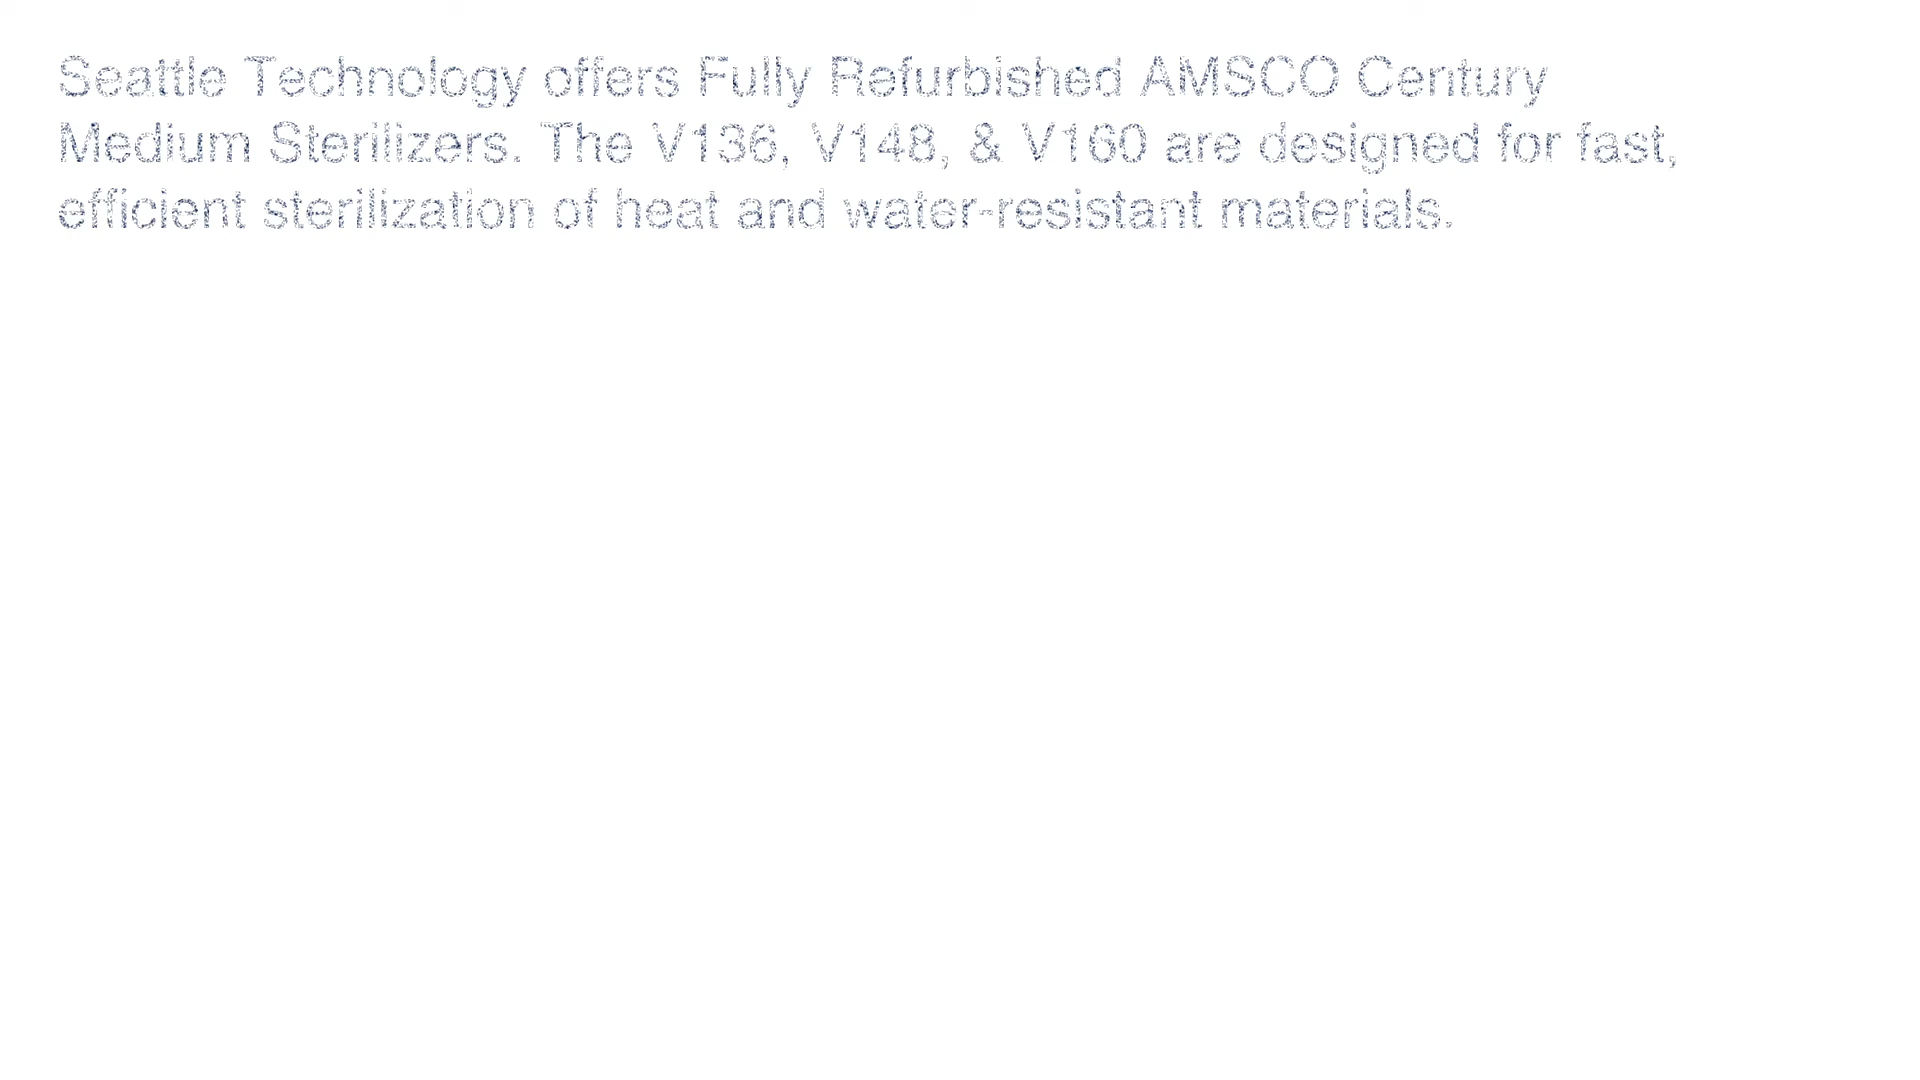 Seattle Technology offers Fully Refurbished AMSCO Century
Medium Sterilizers. The V136, V148, & V160 are designed for fast,
efficient sterilization of heat and water-resistant materials.